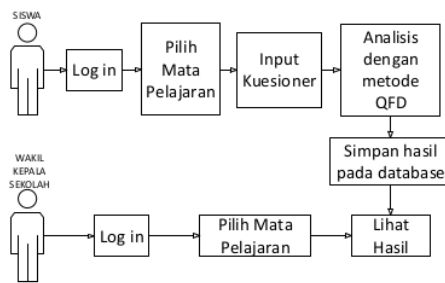 SISWA
Log in
Pilih
Mata
Pelajaran
Input
Kuesioner
Analisis
dengan
metode
QFD
Simpan hasil
pada database
WAKIL
KEPALA
SEKOLAH
Log in
Pilih Mata
Pelajaran
Lihat
Hasil